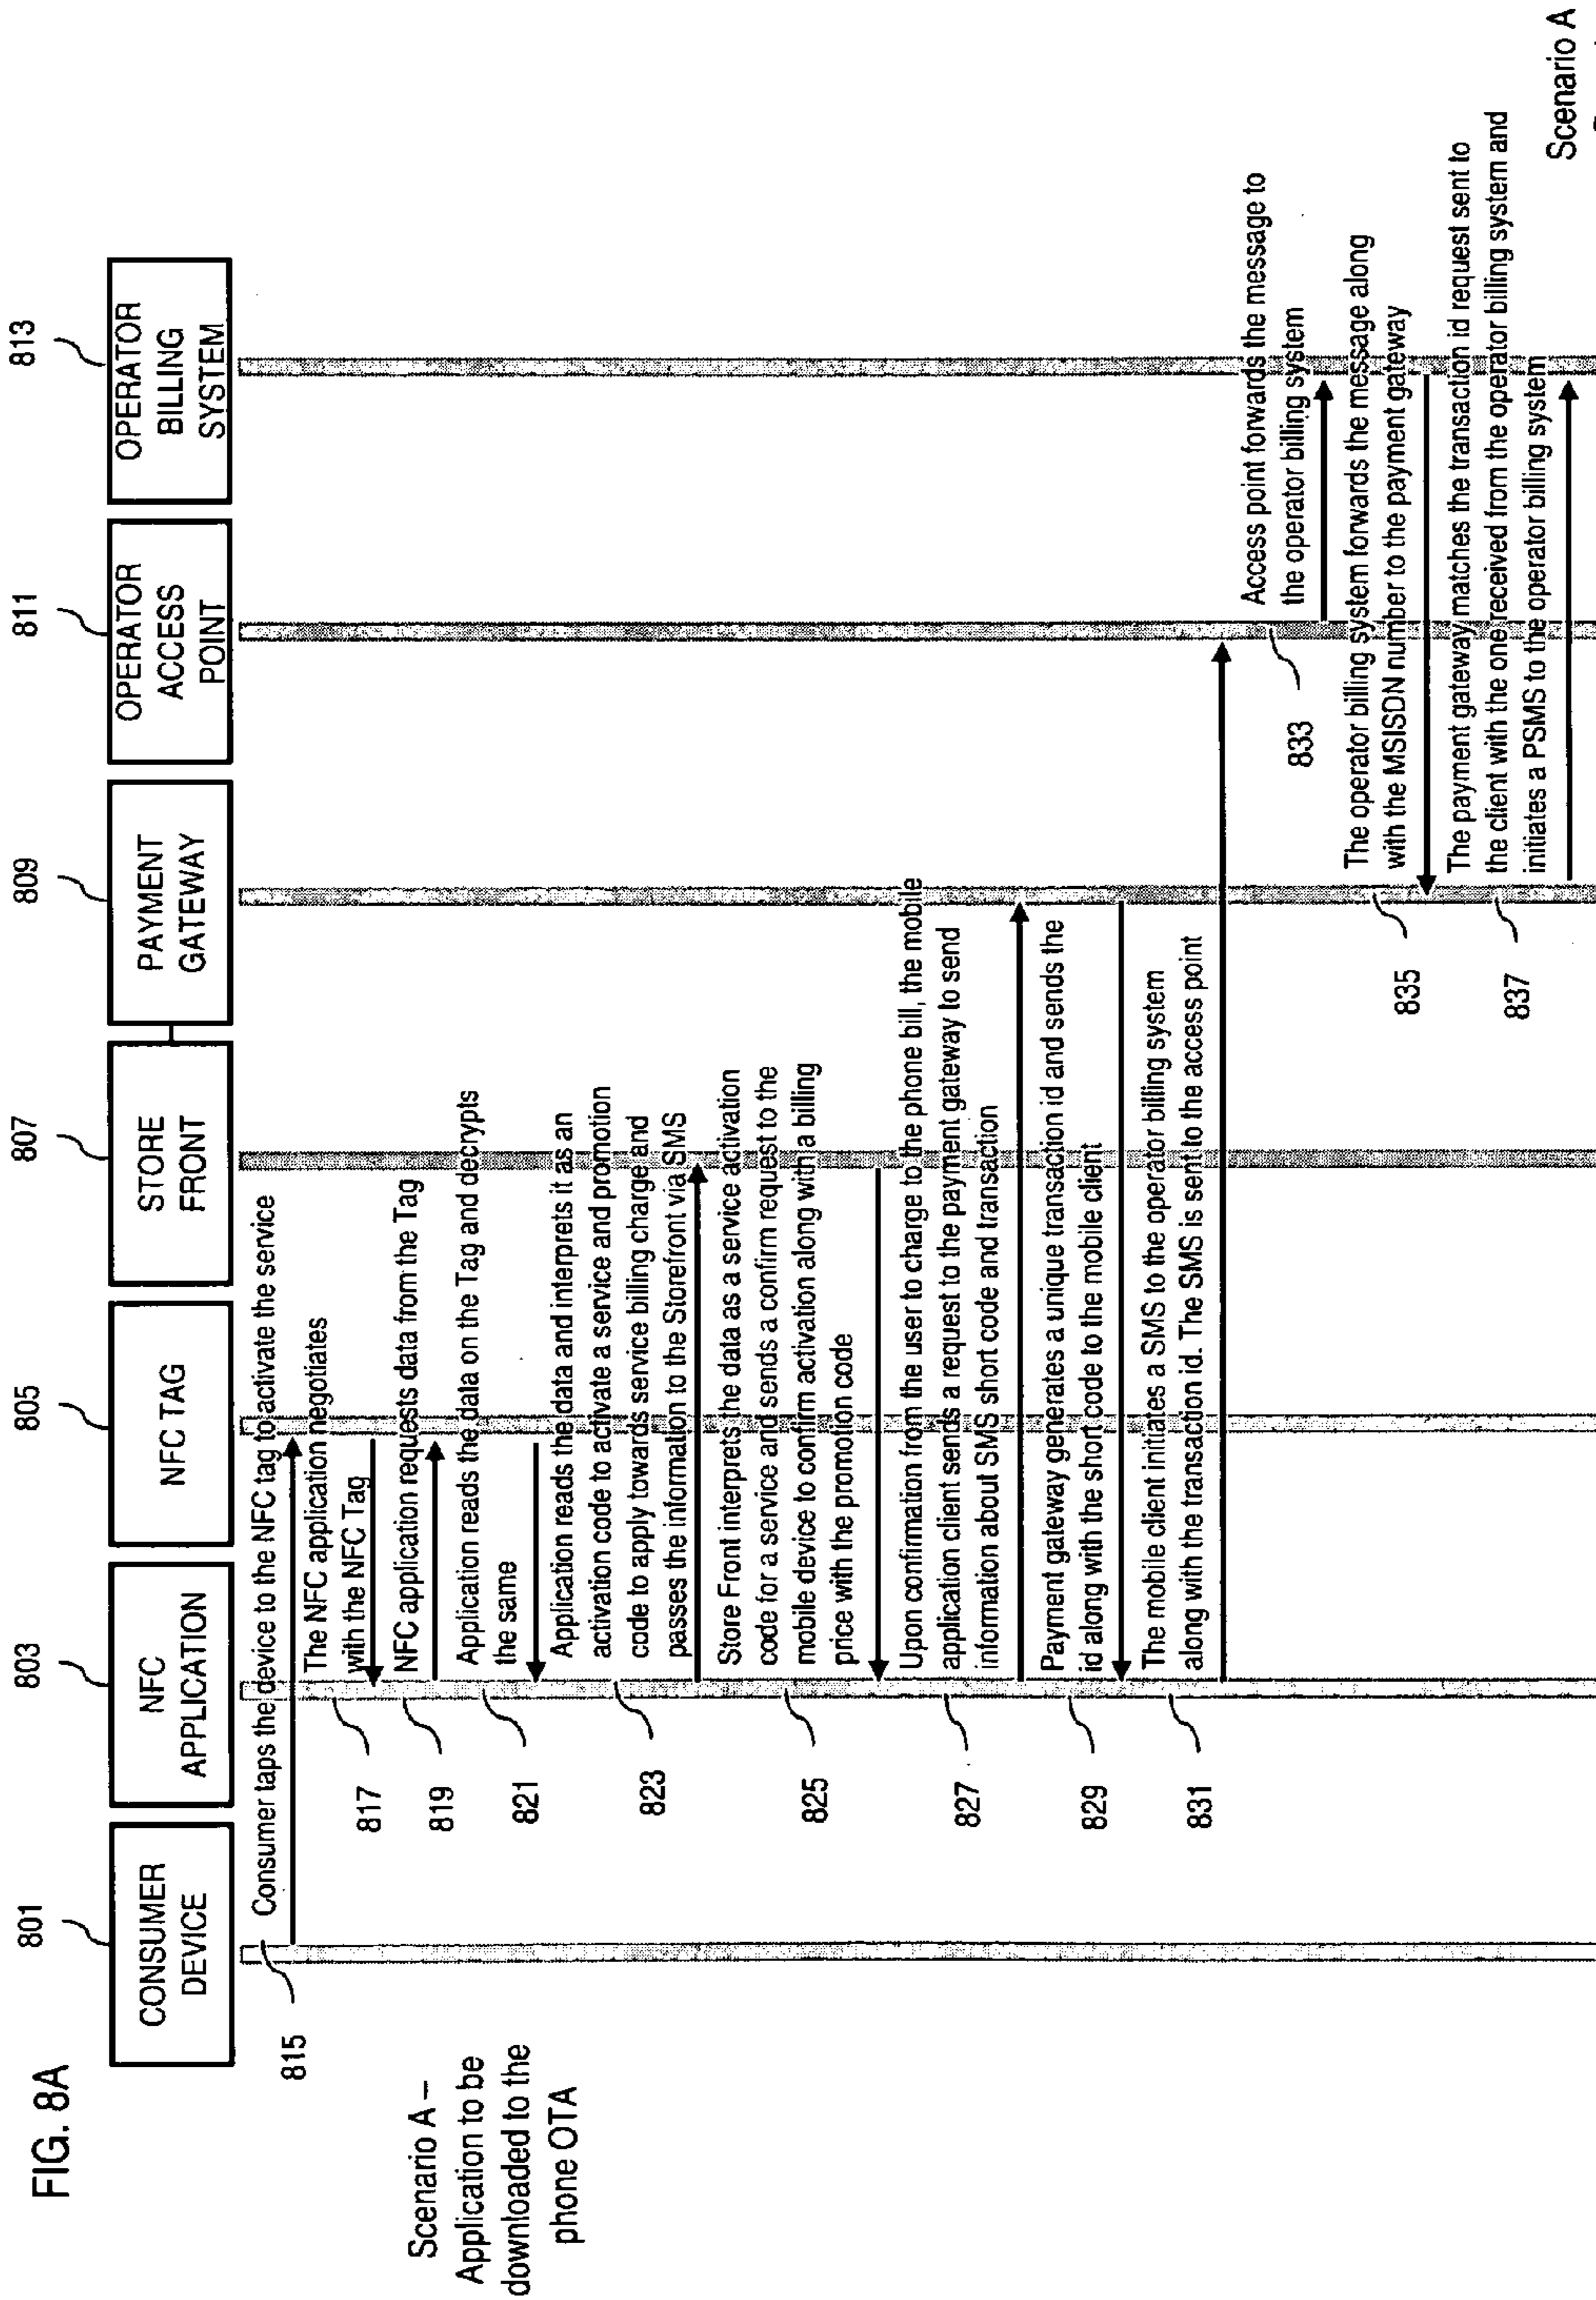 FIG. 8A
801
803
805
807
809
811
813
CONSUMER
DEVICE
NFC
APPLICATION
NFC TAG
STORE
FRONT
PAYMENT
GATEWAY
OPERATOR
ACCESS
POINT
OPERATOR
BILLING
SYSTEM
Scenario A –
Application to be
downloaded to the
phone OTA
815
Consumer taps the device to the NFC tag to activate the service
817
The NFC application negotiates
with the NFC Tag
819
NFC application requests data from the Tag
821
Application reads the data on the Tag and decrypts
the same
823
Application reads the data and interprets it as an
activation code to activate a service and promotion
code to apply towards service billing charge and
passes the information to the Storefront via SMS
825
Store Front interprets the data as a service activation
code for a service and sends a confirm request to the
mobile device to confirm activation along with a billing
price with the promotion code
827
Upon confirmation from the user to charge to the phone bill, the mobile
application client sends a request to the payment gateway to send
information about SMS short code and transaction
829
Payment gateway generates a unique transaction id and sends the
id along with the short code to the mobile client
831
The mobile client initiates a SMS to the operator billing system
along with the transaction id. The SMS is sent to the access point
833
Access point forwards the message to
the operator billing system
835
The operator billing system forwards the message along
with the MSISDN number to the payment gateway
837
The payment gateway matches the transaction id request sent to
the client with the one received from the operator billing system and
initiates a PSMS to the operator billing system
Scenario A